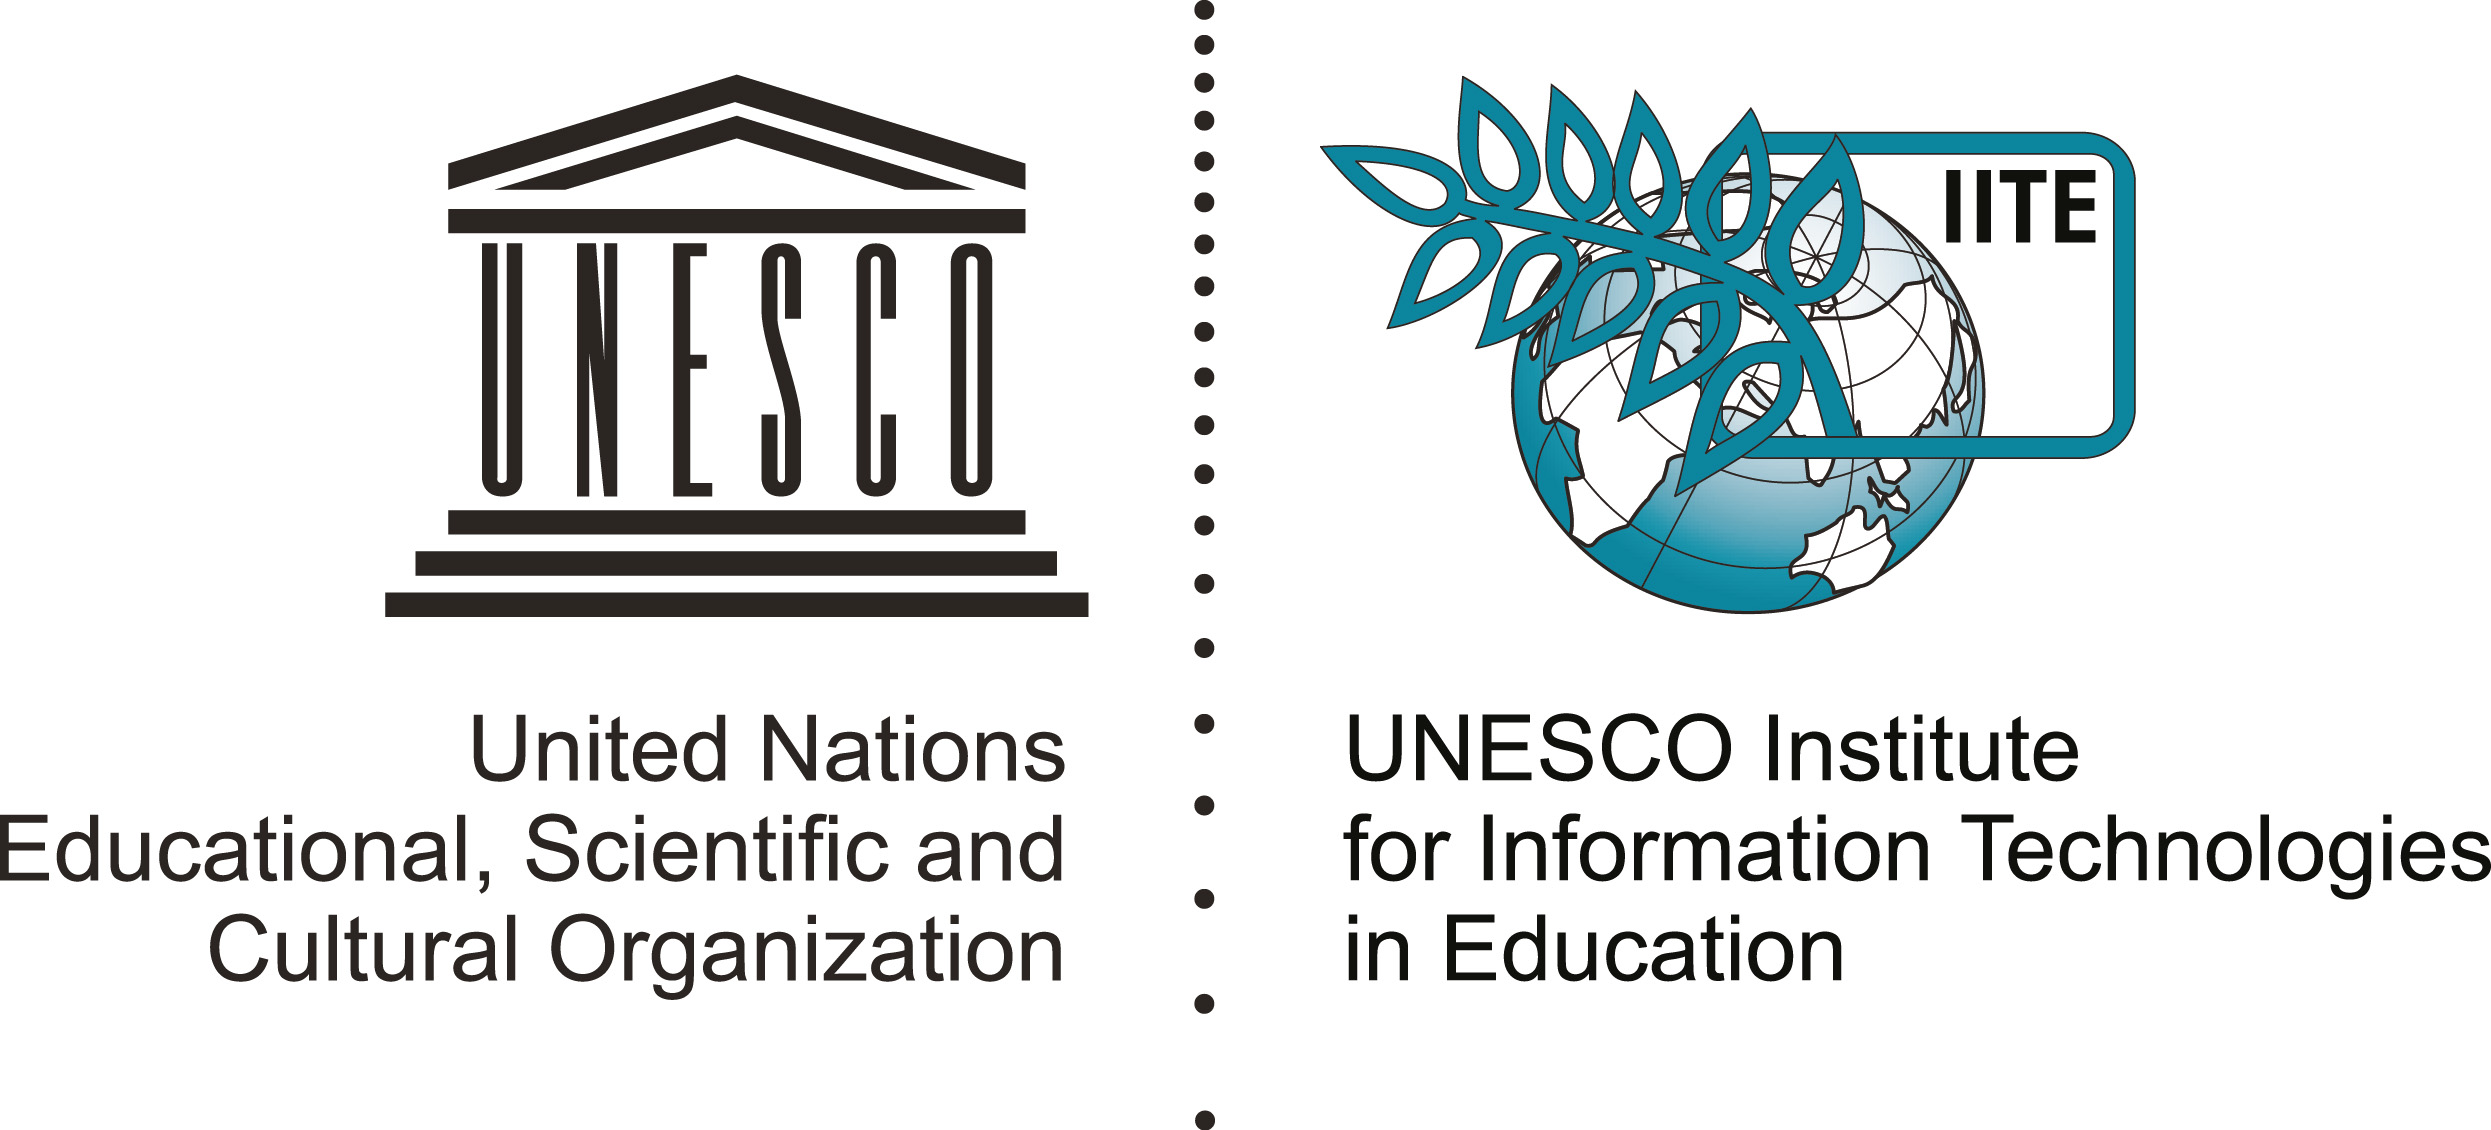 UNESCO
United Nations
Educational, Scientific and
Cultural Organization
IITE
UNESCO Institute
for Information Technologies
in Education